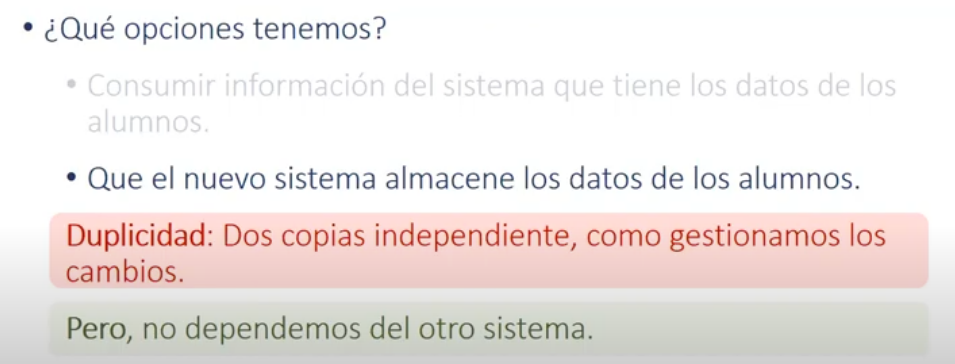 • ¿Qué opciones tenemos?
• Consumir información del sistema que tiene los datos de los
alumnos.
• Que el nuevo sistema almacene los datos de los alumnos.
Duplicidad: Dos copias independiente, como gestionamos los
cambios.
Pero, no dependemos del otro sistema.